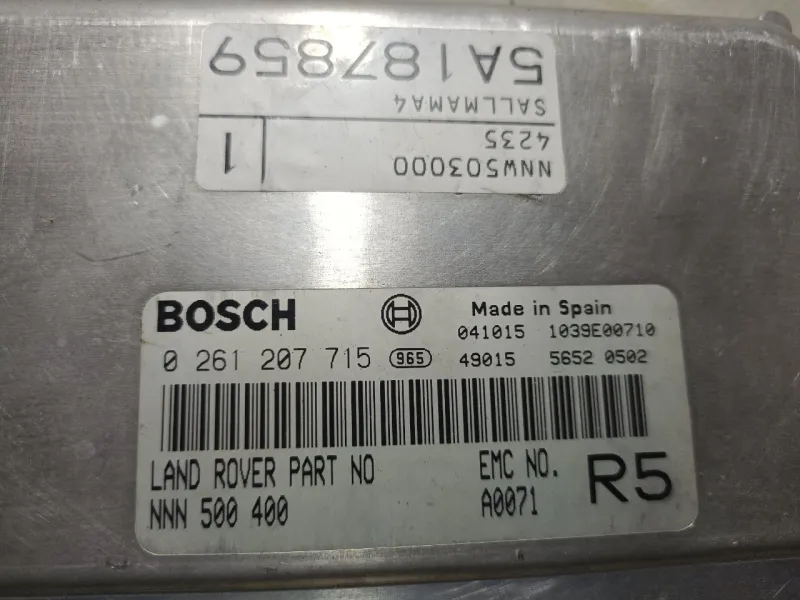 5A187859
SALLMAMA4
4235
NNW503000
1
BOSCH
Made in Spain
041015 1039E00710
0 261 207 715 965 49015 5652 0502
LAND ROVER PART NO
NNN 500 400
EMC NO.
A0071
R5